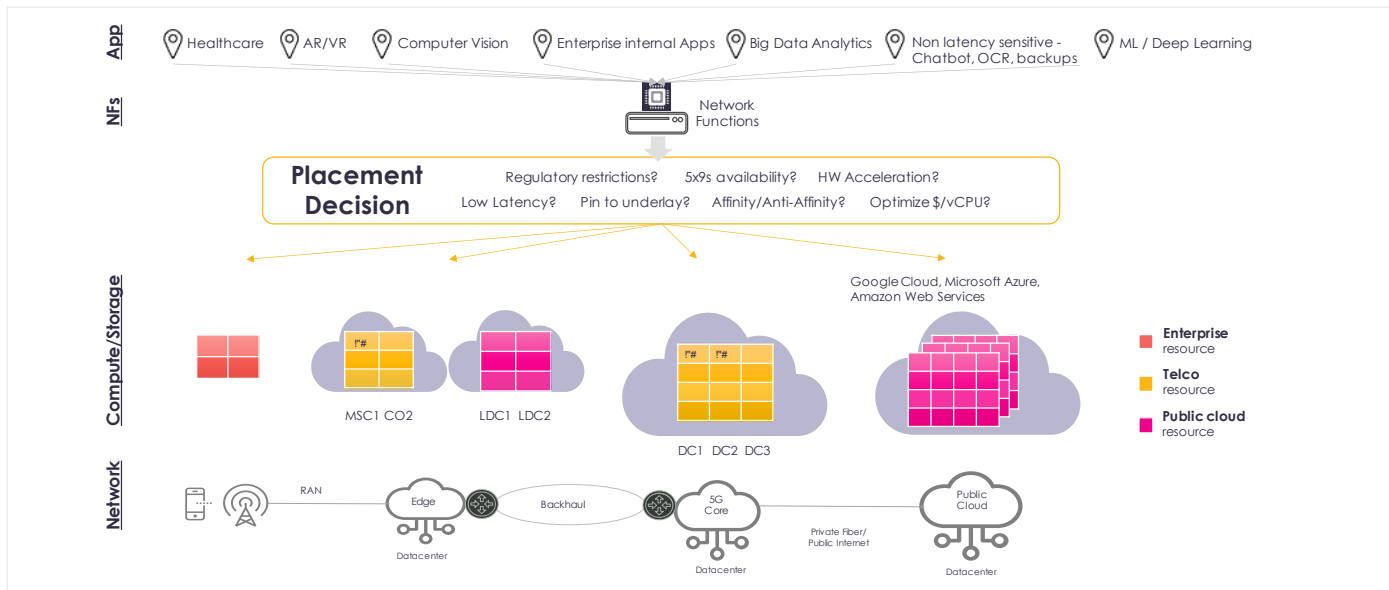 App
Healthcare
AR/VR
Computer Vision
Enterprise internal Apps
Big Data Analytics
Non latency sensitive -
Chatbot, OCR, backups
ML / Deep Learning
NFs
Network
Functions
Placement
Decision
Regulatory restrictions?
5x9s availability?
HW Acceleration?
Low Latency?
Pin to underlay?
Affinity/Anti-Affinity?
Optimize $/vCPU?
Compute/Storage
Google Cloud, Microsoft Azure,
Amazon Web Services
!"#
!"#
!"#
MSC1 CO2
LDC1 LDC2
DC1 DC2 DC3
Enterprise
resource
Telco
resource
Public cloud
resource
Network
RAN
Edge
Datacenter
Backhaul
5G
Core
Datacenter
Private Fiber/
Public Internet
Public
Cloud
Datacenter